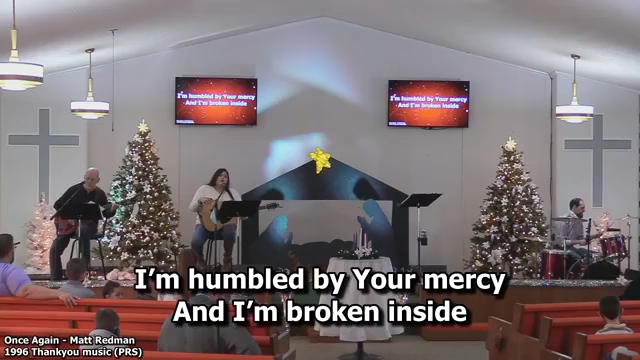 I'm humbled by Your mercy
And I'm broken inside
I'm humbled by Your mercy
And I'm broken inside
I'm humbled by Your mercy
And I'm broken inside
Once Again - Matt Redman
1996 Thankyou music (PRS)